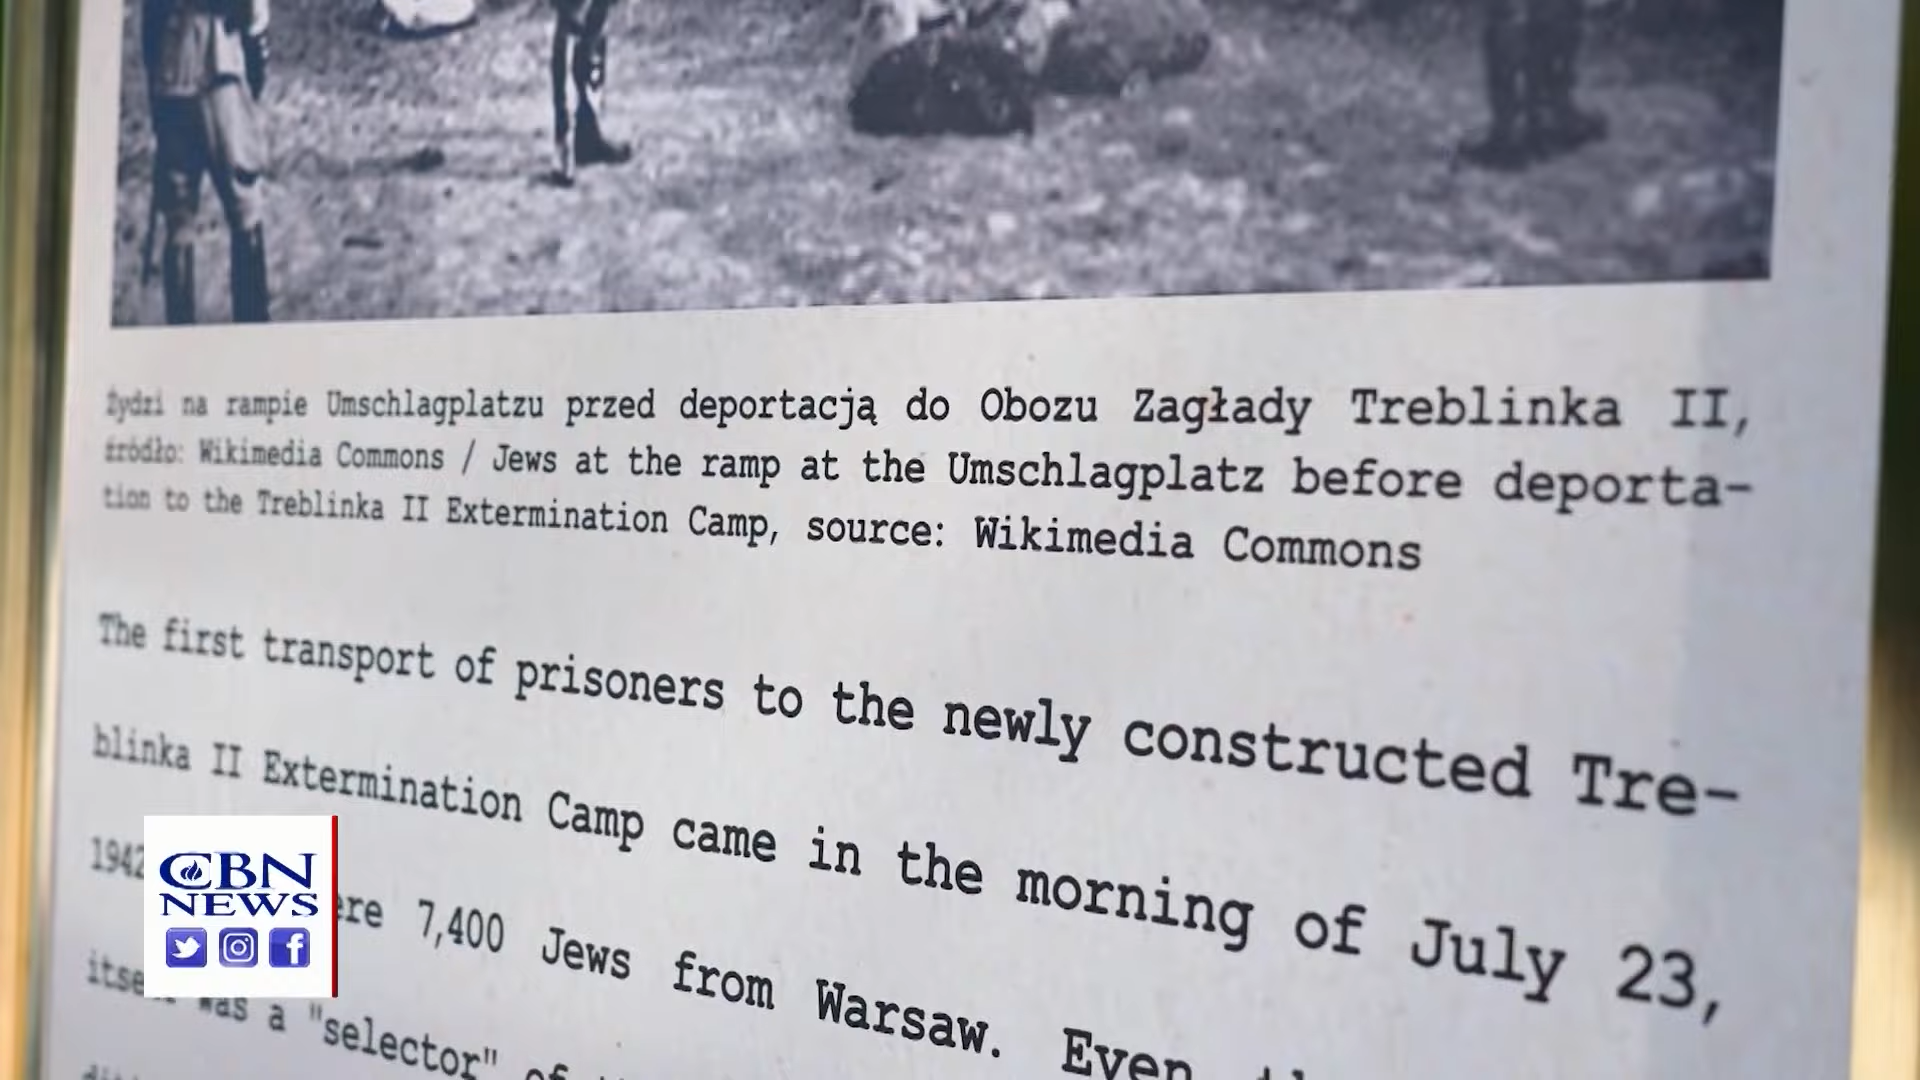 Żydzi na rampie Umschlagplatzu przed deportacją do Obozu Zagłady Treblinka II,
źródło: Wikimedia Commons / Jews at the ramp at the Umschlagplatz before deporta-
tion to the Treblinka II Extermination Camp, source: Wikimedia Commons
The first transport of prisoners to the newly constructed Tre-
blinka II Extermination Camp came in the morning of July 23,
1942 7,400 Jews from Warsaw. Even
was a "selector" of
CBN
NEWS